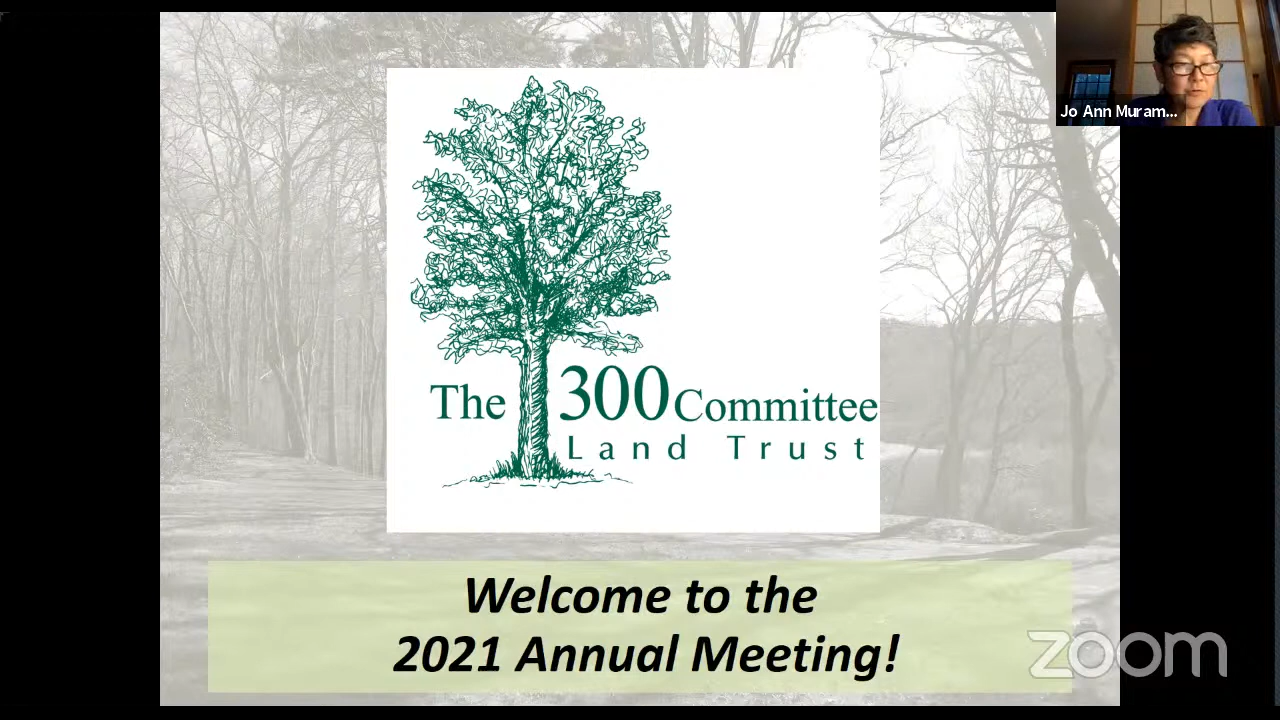 Jo Ann Muram...
The 300 Committee
Land Trust
Welcome to the
2021 Annual Meeting!
zoom